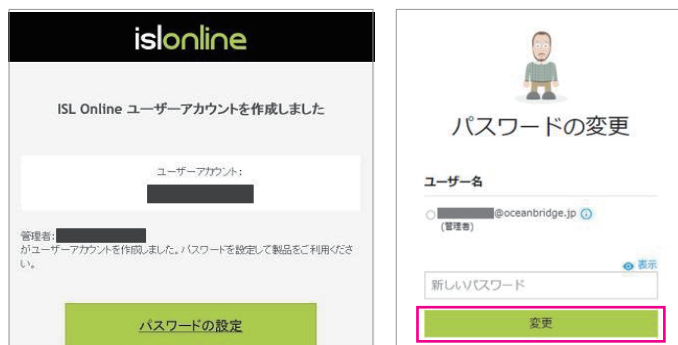 islonline
ISL Online ユーザーアカウントを作成しました
ユーザーアカウント:
管理者:
がユーザーアカウントを作成しました。パスワードを設定して製品をご利用くださ
い。
パスワードの設定
パスワードの変更
ユーザー名
@oceanbridge.jp
(管理者)
表示
新しいパスワード
変更